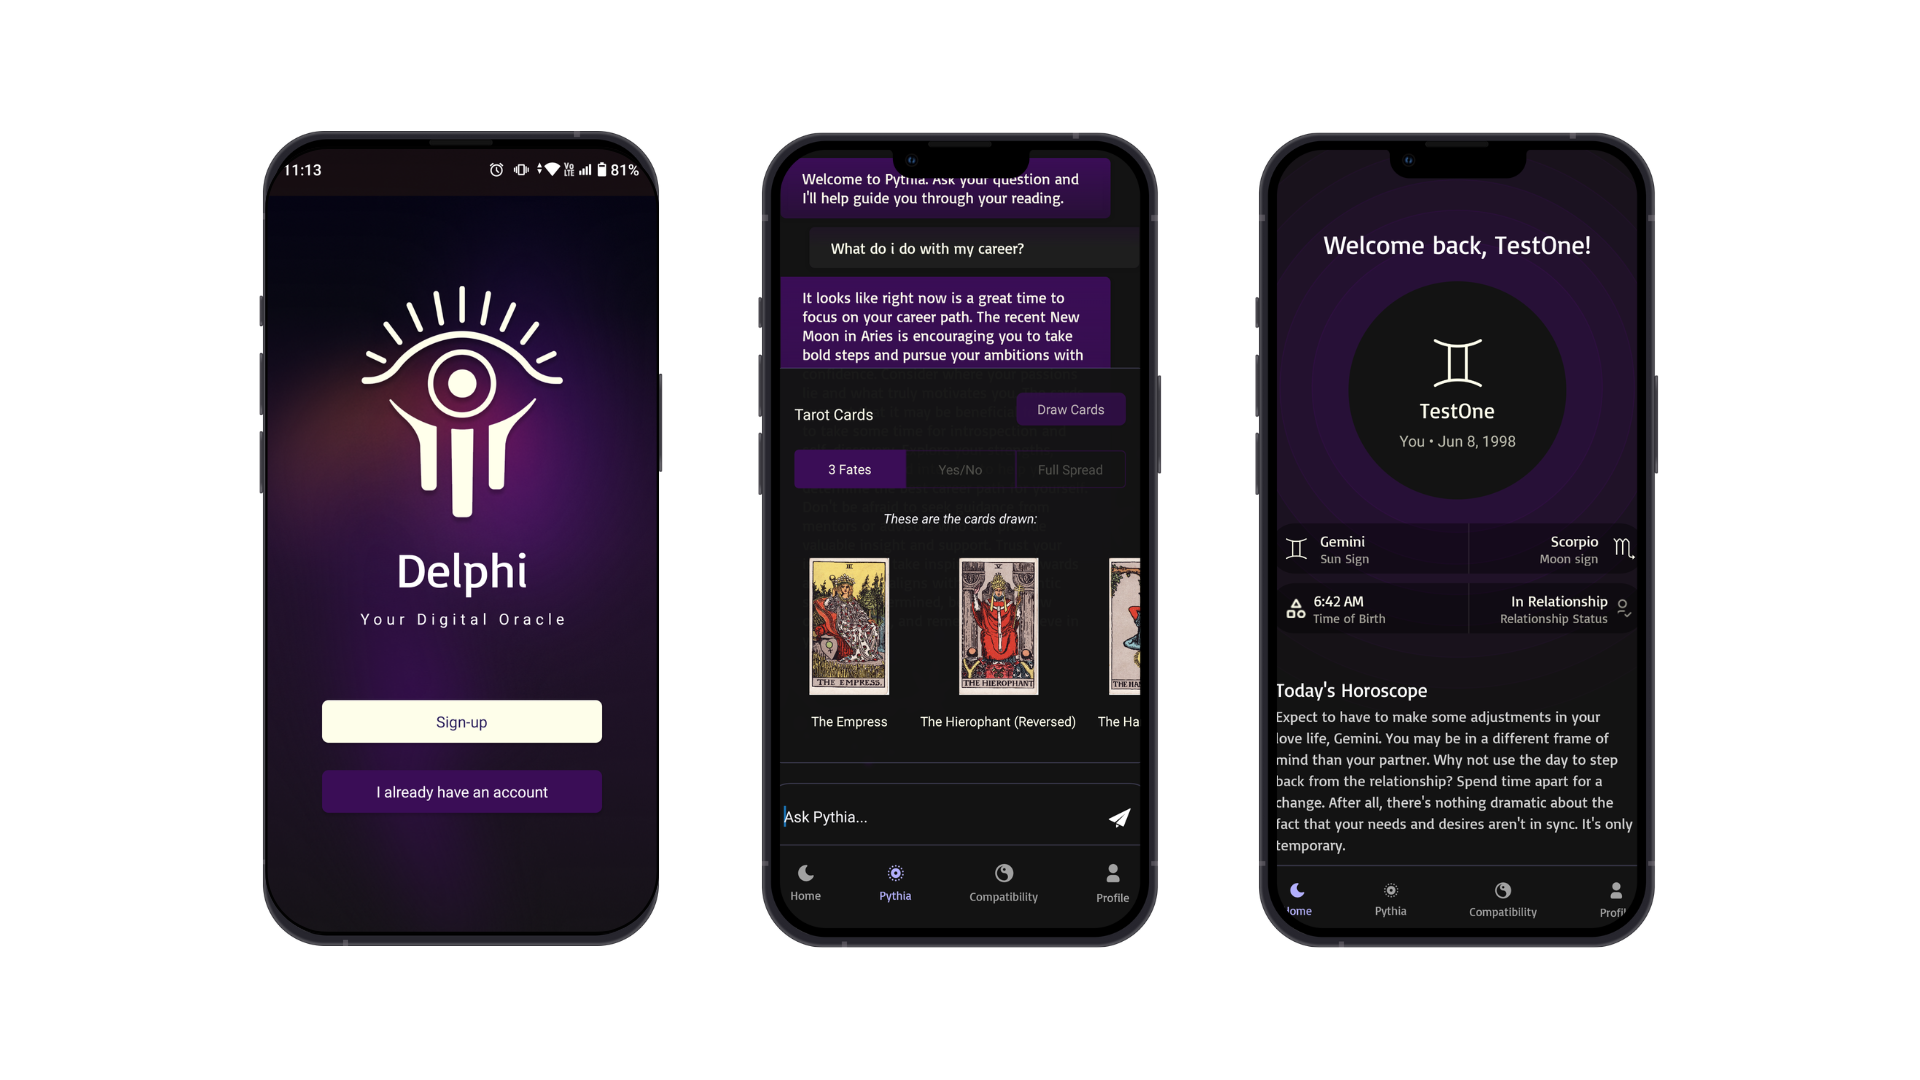 11:13
Vo
LTE
81%
Delphi
Your Digital Oracle
Sign-up
I already have an account
Welcome to Pythia. Ask your question and
I'll help guide you through your reading.
What do i do with my career?
It looks like right now is a great time to
focus on your career path. The recent New
Moon in Aries is encouraging you to take
bold steps and pursue your ambitions with
Tarot Cards
Draw Cards
3 Fates
Yes/No
Full Spread
These are the cards drawn:
III
THE EMPRESS.
V
THE HIEROPHANT
THE HA
The Empress
The Hierophant (Reversed)
The Ha
Ask Pythia...
Home
Pythia
Compatibility
Profile
Welcome back, TestOne!
TestOne
You • Jun 8, 1998
Gemini
Sun Sign
Scorpio
Moon sign
6:42 AM
Time of Birth
In Relationship
Relationship Status
Today's Horoscope
Expect to have to make some adjustments in your
love life, Gemini. You may be in a different frame of
mind than your partner. Why not use the day to step
back from the relationship? Spend time apart for a
change. After all, there's nothing dramatic about the
fact that your needs and desires aren't in sync. It's only
temporary.
Home
Pythia
Compatibility
Profil